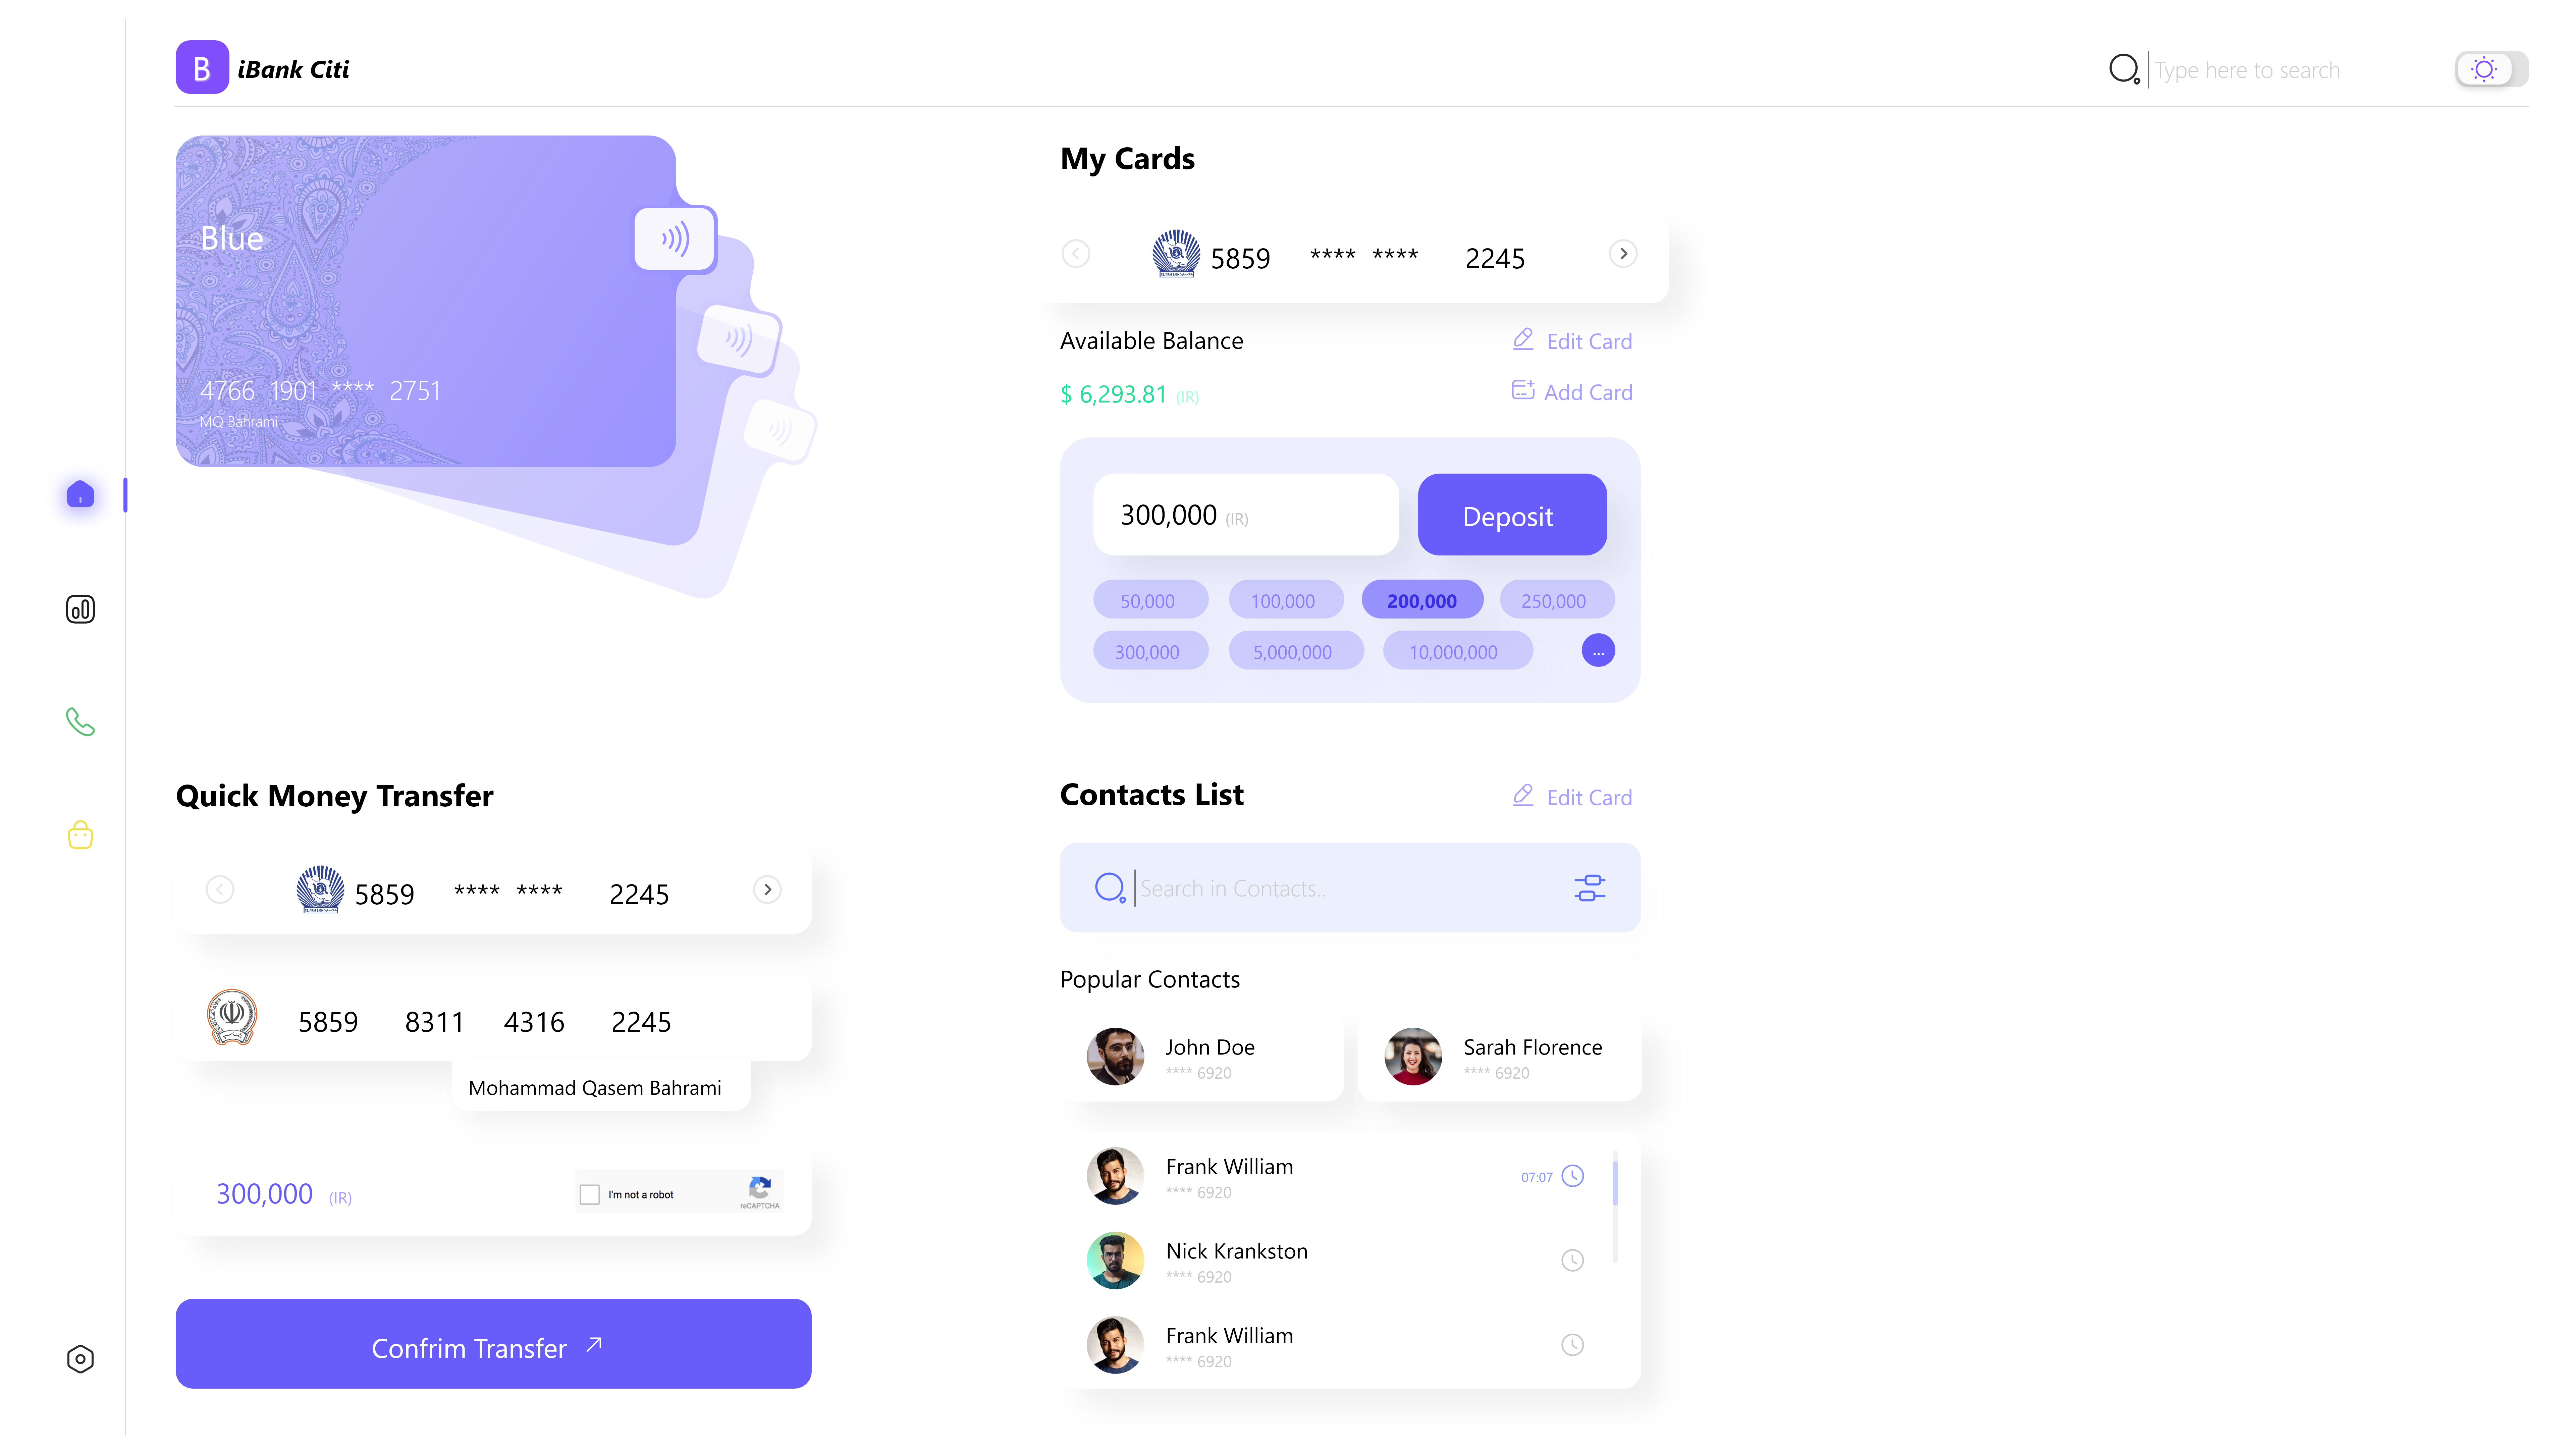 B iBank Citi
Type here to search
Blue
4766 1901 **** 2751
MQ Bahrami
My Cards
5859 **** **** 2245
Available Balance
Edit Card
$ 6,293.81 (IR)
Add Card
300,000 (IR)
Deposit
50,000 100,000 200,000 250,000
300,000 5,000,000 10,000,000 ...
Quick Money Transfer
5859 **** **** 2245
5859 8311 4316 2245
Mohammad Qasem Bahrami
300,000 (IR)
I'm not a robot
reCAPTCHA
Confrim Transfer
Contacts List
Edit Card
Search in Contacts..
Popular Contacts
John Doe
**** 6920
Sarah Florence
**** 6920
Frank William
**** 6920
07:07
Nick Krankston
**** 6920
Frank William
**** 6920